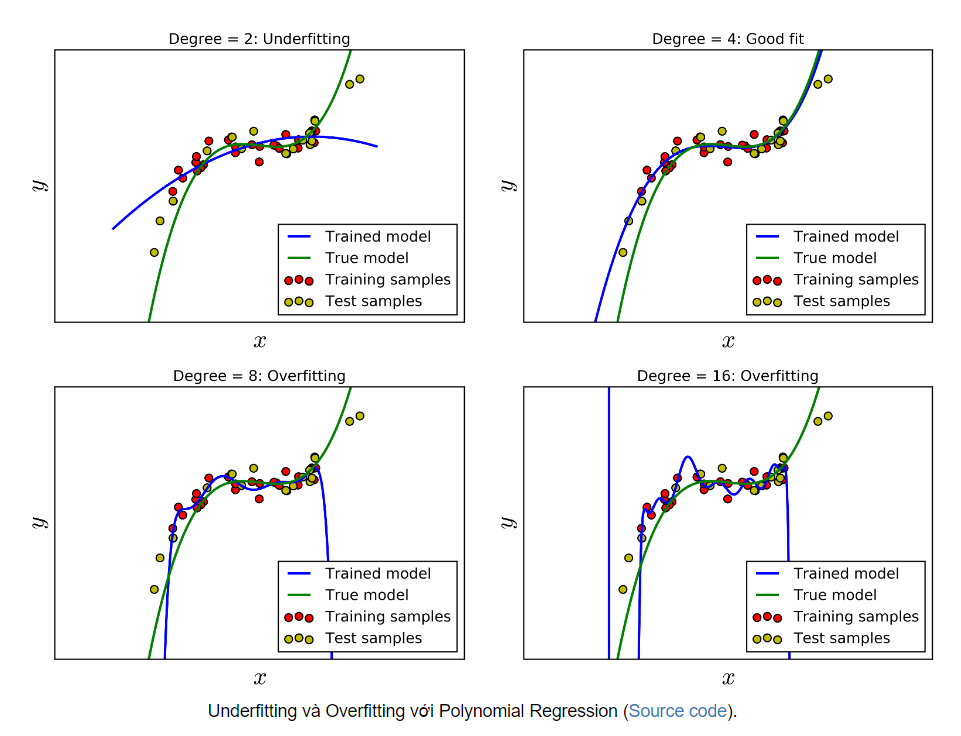 Degree = 2: Underfitting
y
Trained model
True model
Training samples
Test samples
x
Degree = 4: Good fit
y
Trained model
True model
Training samples
Test samples
x
Degree = 8: Overfitting
y
Trained model
True model
Training samples
Test samples
x
Degree = 16: Overfitting
y
Trained model
True model
Training samples
Test samples
x
Underfitting và Overfitting với Polynomial Regression (Source code).